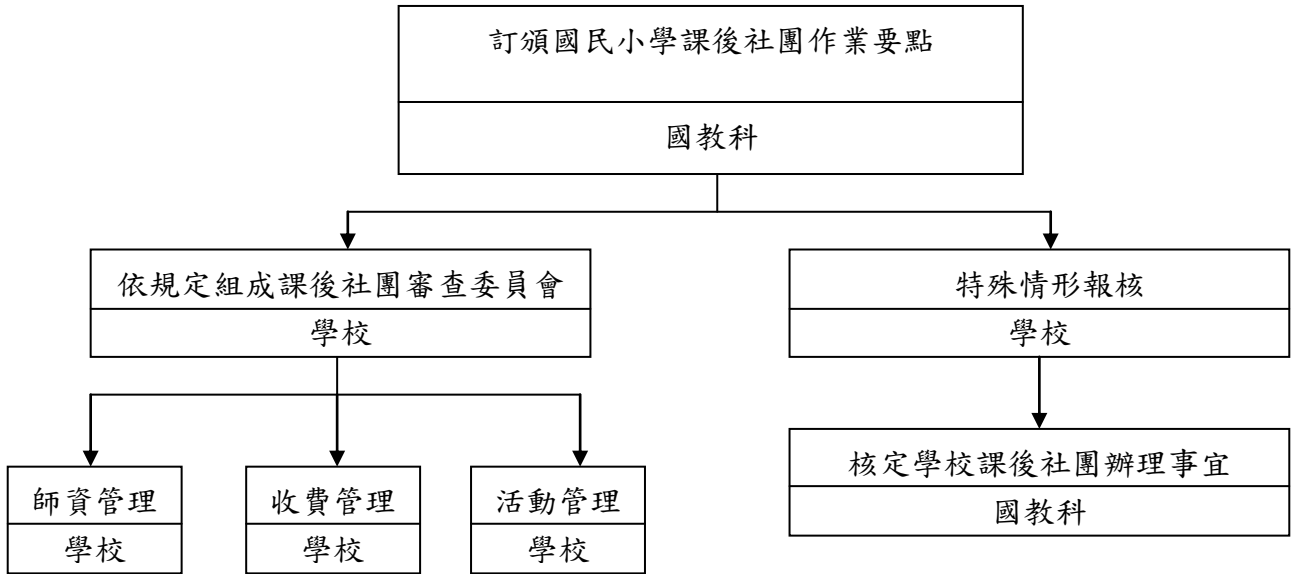 訂頒國民小學課後社團作業要點
國教科
依規定組成課後社團審查委員會
學校
特殊情形報核
學校
師資管理
學校
收費管理
學校
活動管理
學校
核定學校課後社團辦理事宜
國教科